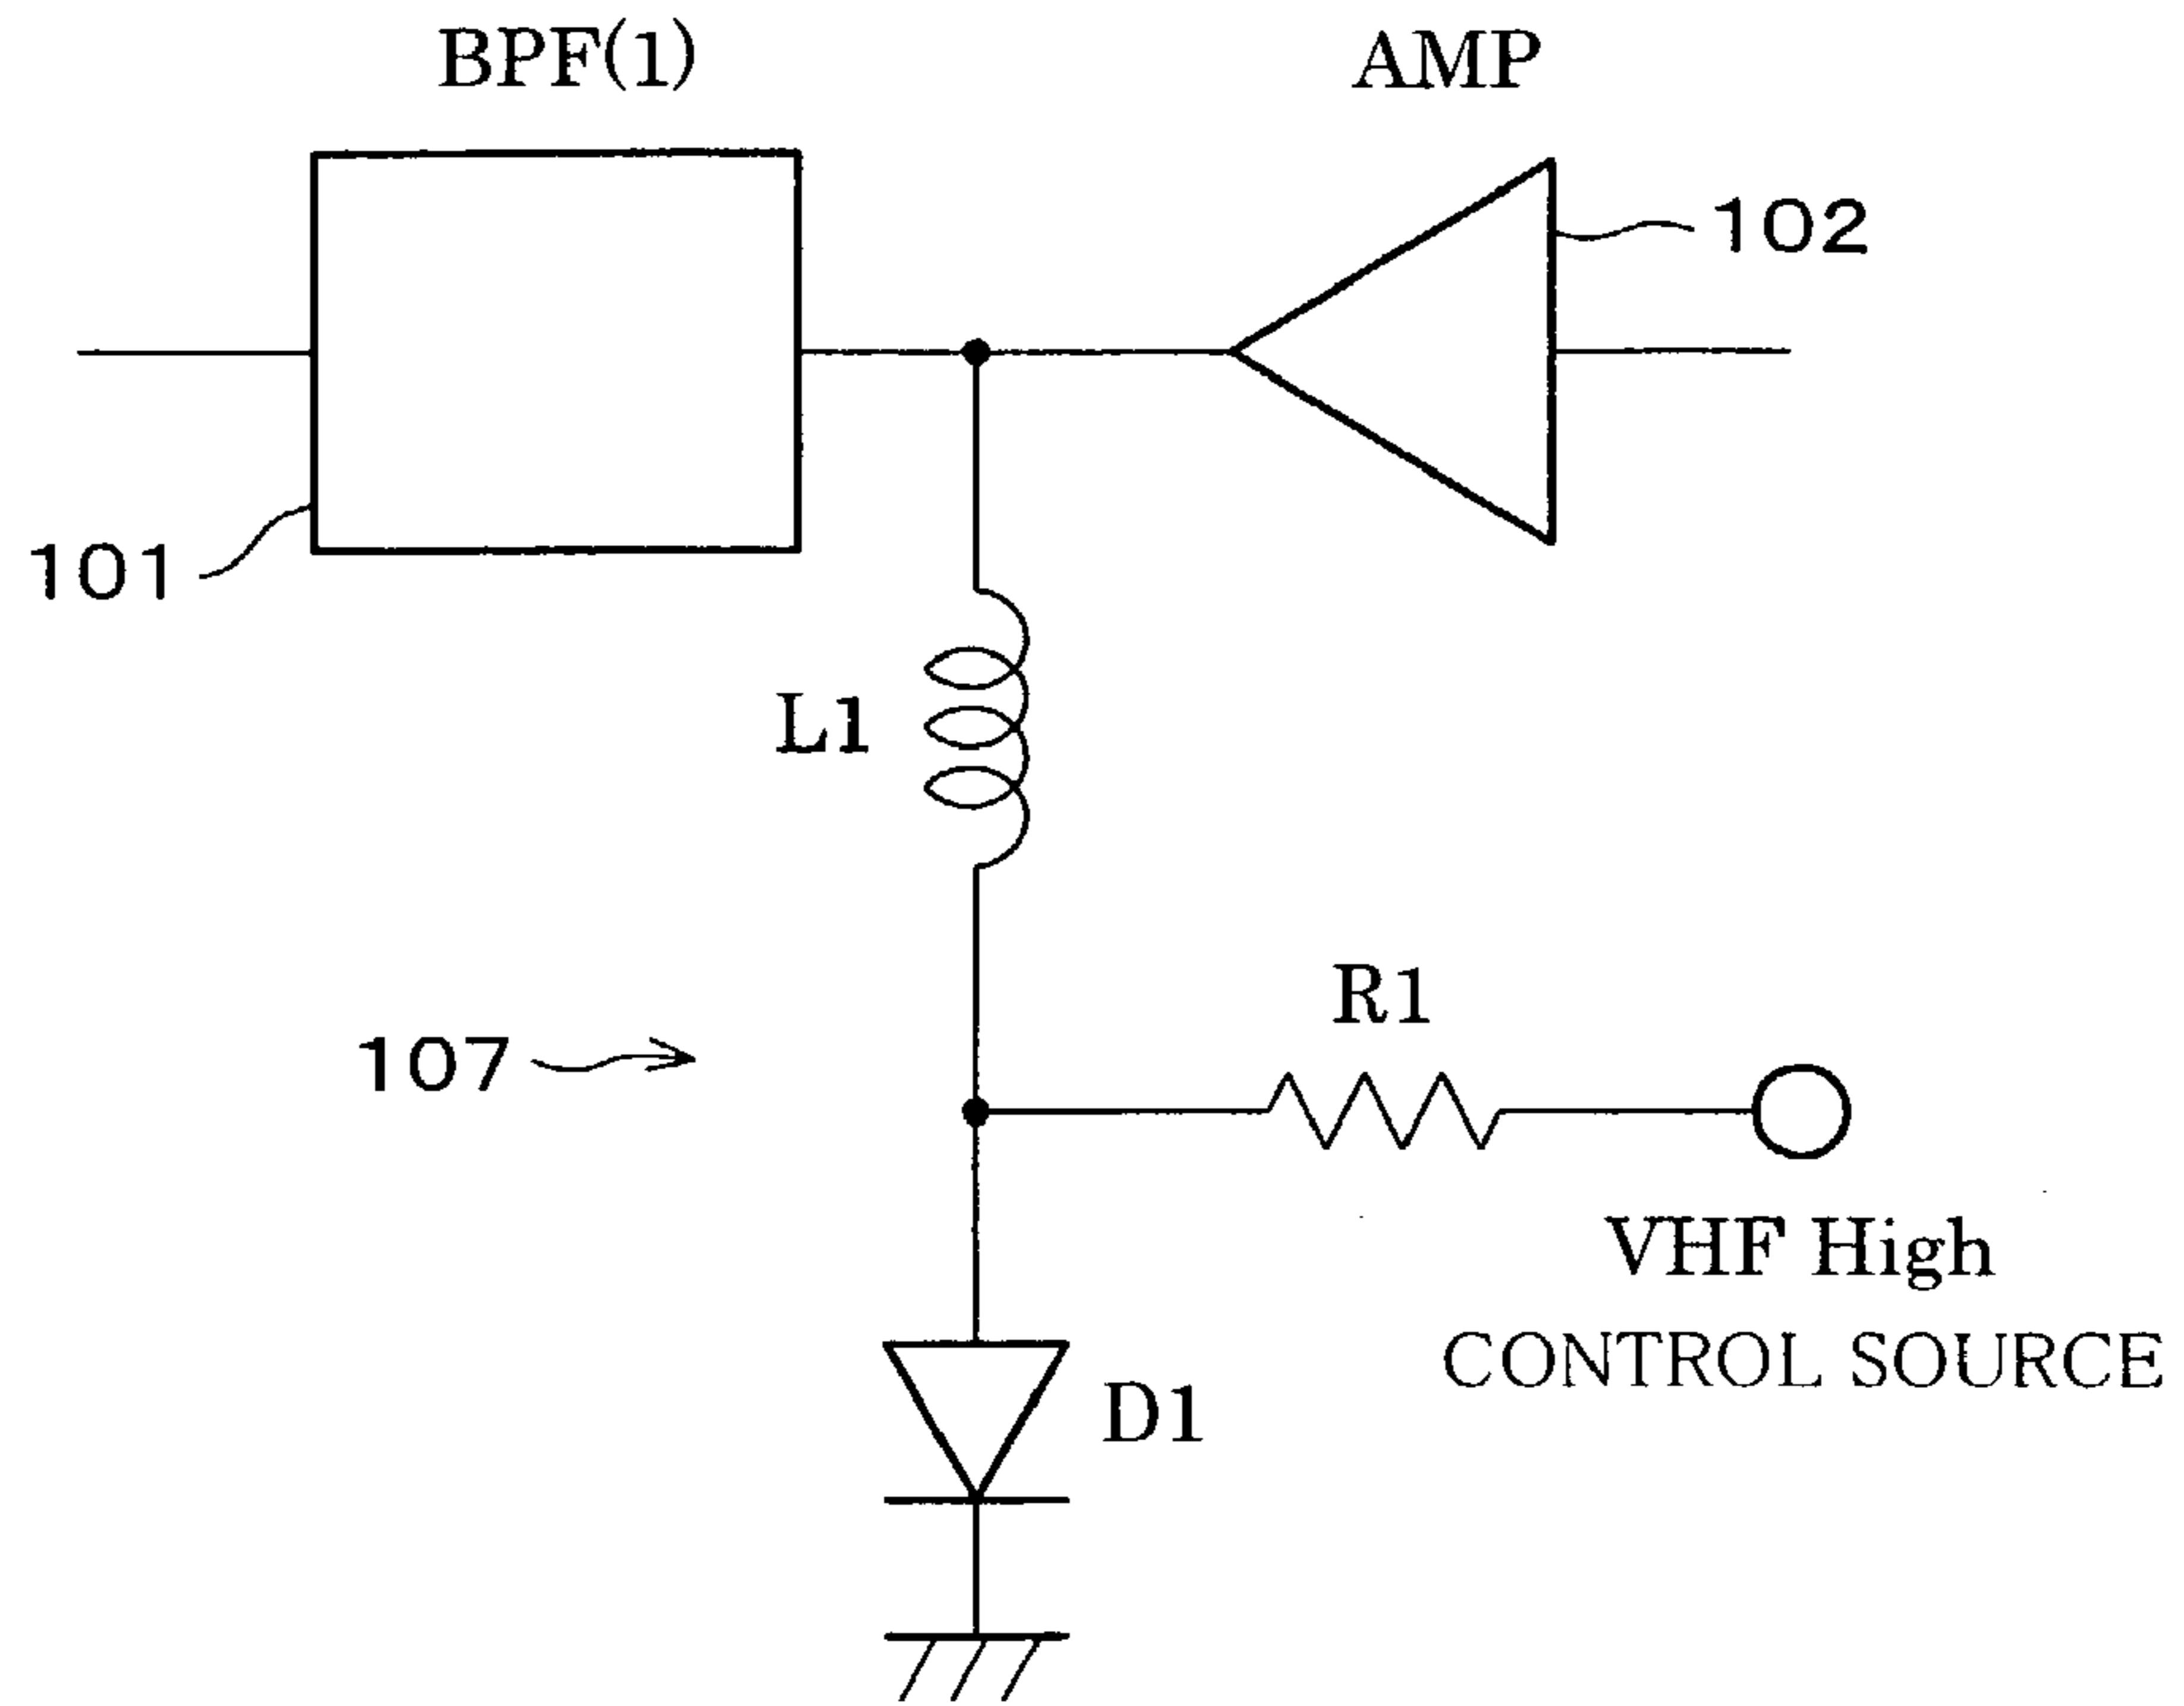 BPF(1)
AMP
102
101
L1
R1
107
VHF High
CONTROL SOURCE
D1